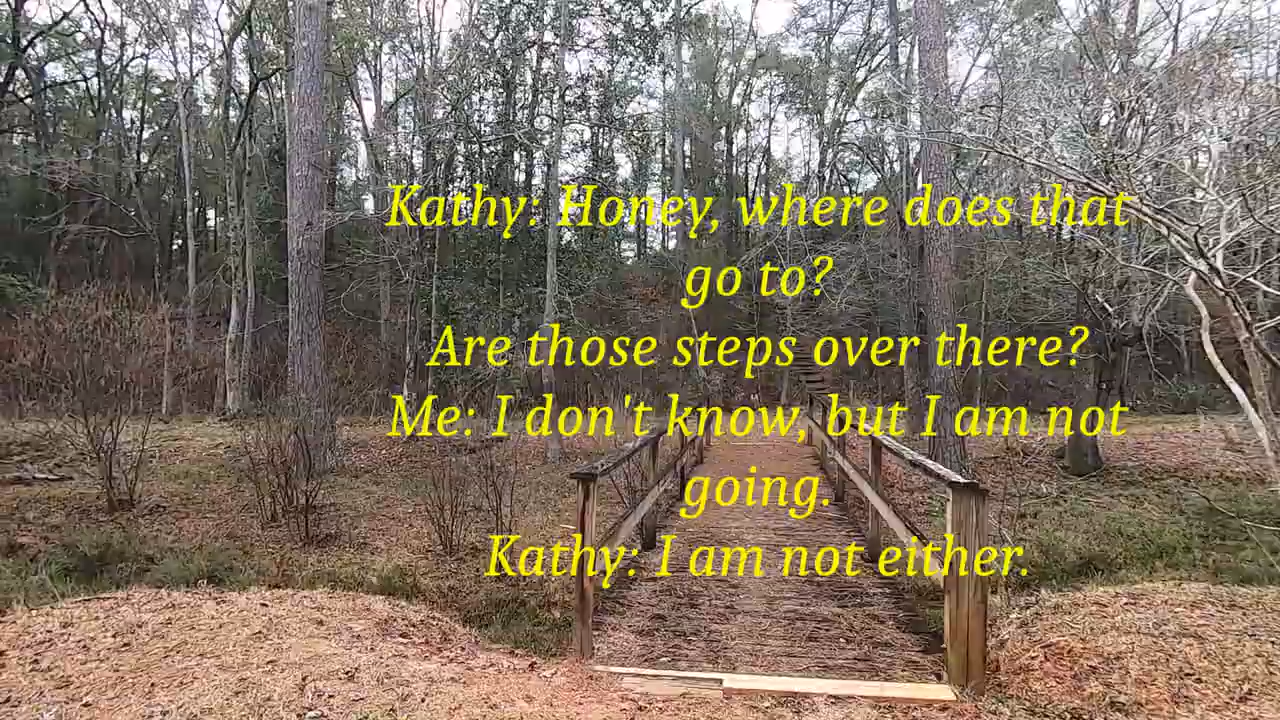 Kathy: Honey, where does that
go to?
Are those steps over there?
Me: I don't know, but I am not
going.
Kathy: I am not either.